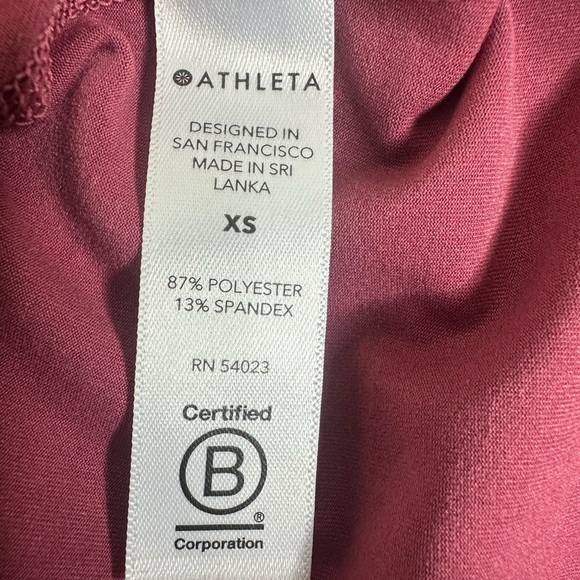 ATHLETA
DESIGNED IN
SAN FRANCISCO
MADE IN SRI
LANKA
XS
87% POLYESTER
13% SPANDEX
RN 54023
Certified
B
®
Corporation